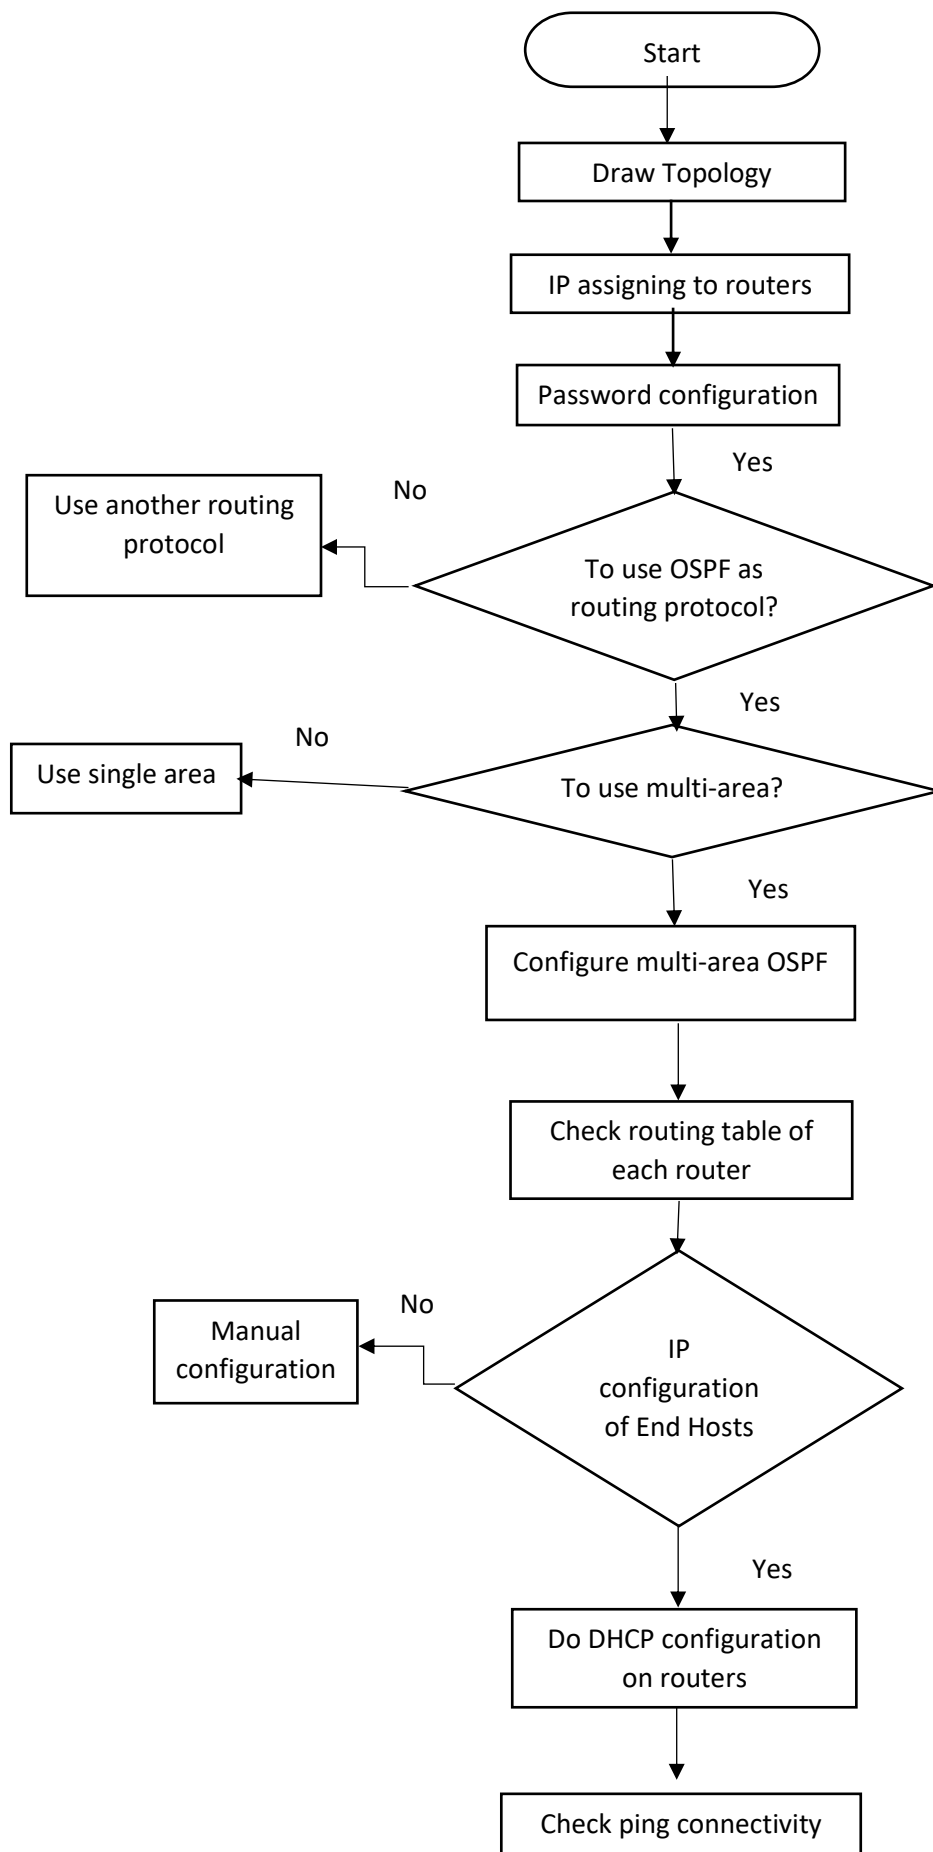 Start
Draw Topology
IP assigning to routers
Password configuration
Yes
No
Use another routing
protocol
To use OSPF as
routing protocol?
Yes
No
Use single area
To use multi-area?
Yes
Configure multi-area OSPF
Check routing table of
each router
No
Manual
configuration
IP
configuration
of End Hosts
Yes
Do DHCP configuration
on routers
Check ping connectivity